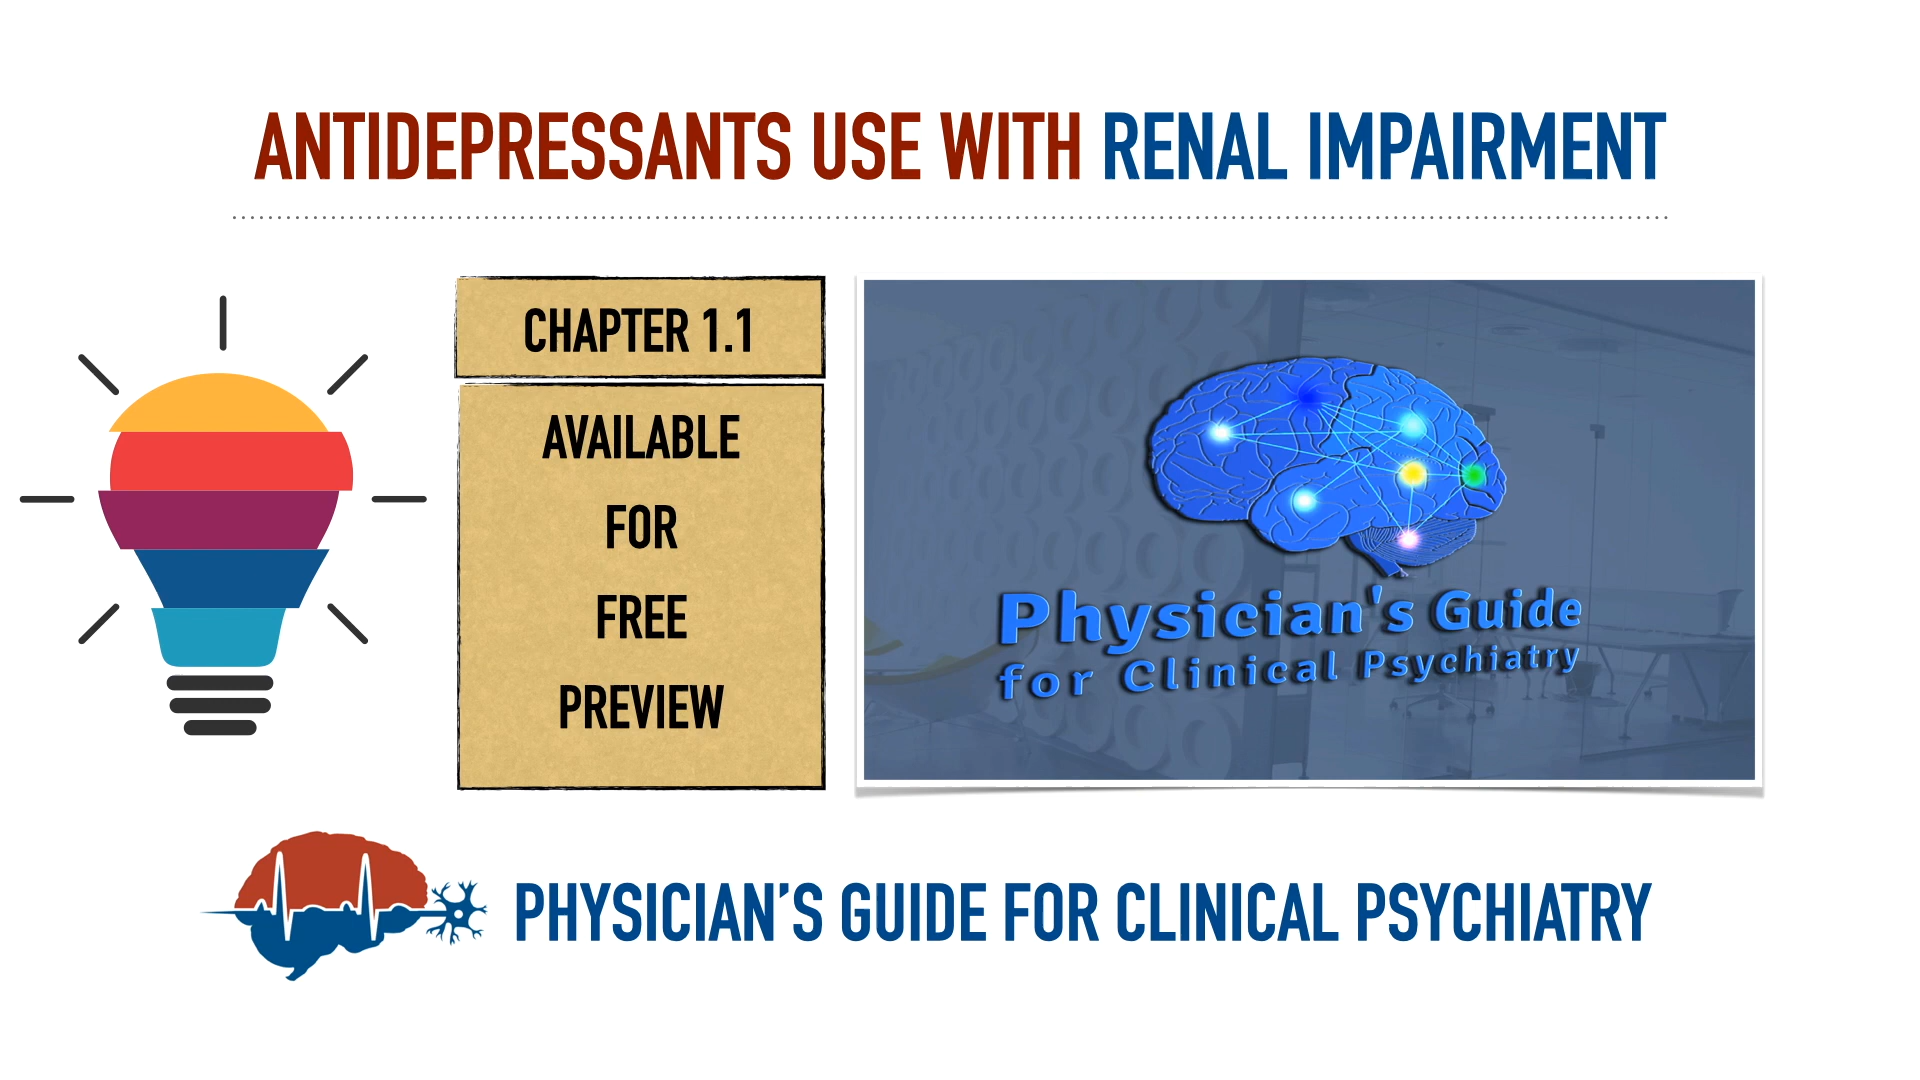 ANTIDEPRESSANTS USE WITH RENAL IMPAIRMENT
CHAPTER 1.1
AVAILABLE
FOR
FREE
PREVIEW
Physician's Guide
for Clinical Psychiatry
PHYSICIAN’S GUIDE FOR CLINICAL PSYCHIATRY